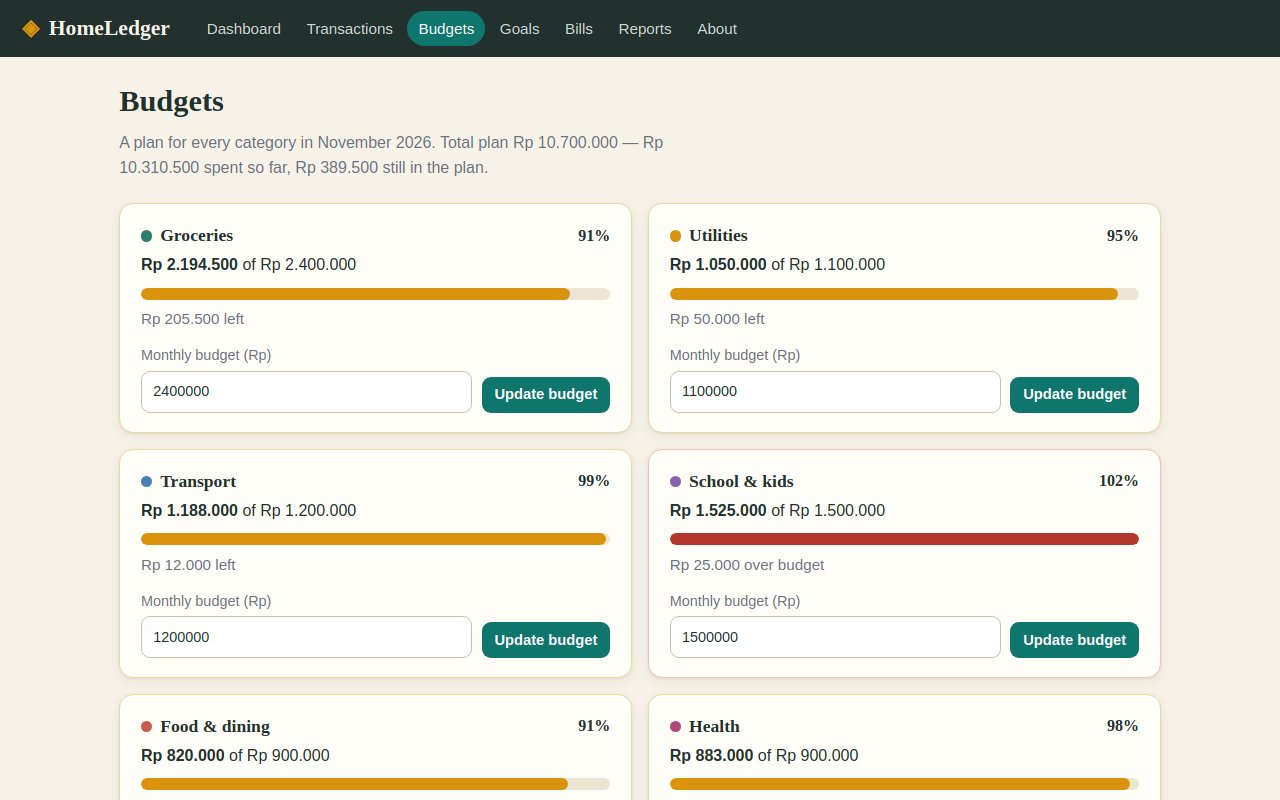 HomeLedger
Dashboard Transactions Budgets Goals Bills Reports About
Budgets
A plan for every category in November 2026. Total plan Rp 10.700.000 — Rp
10.310.500 spent so far, Rp 389.500 still in the plan.
Groceries 91%
Rp 2.194.500 of Rp 2.400.000
Rp 205.500 left
Monthly budget (Rp)
2400000 Update budget
Utilities 95%
Rp 1.050.000 of Rp 1.100.000
Rp 50.000 left
Monthly budget (Rp)
1100000 Update budget
Transport 99%
Rp 1.188.000 of Rp 1.200.000
Rp 12.000 left
Monthly budget (Rp)
1200000 Update budget
School & kids 102%
Rp 1.525.000 of Rp 1.500.000
Rp 25.000 over budget
Monthly budget (Rp)
1500000 Update budget
Food & dining 91%
Rp 820.000 of Rp 900.000
Health 98%
Rp 883.000 of Rp 900.000